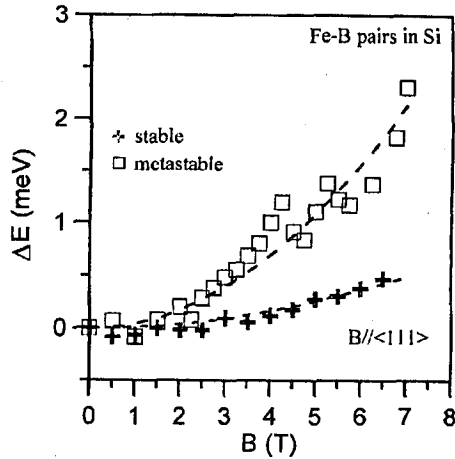 3
Fe-B pairs in Si
2
stable
metastable
ΔE (meV)
1
0
B//<111>
0 1 2 3 4 5 6 7 8
B (T)